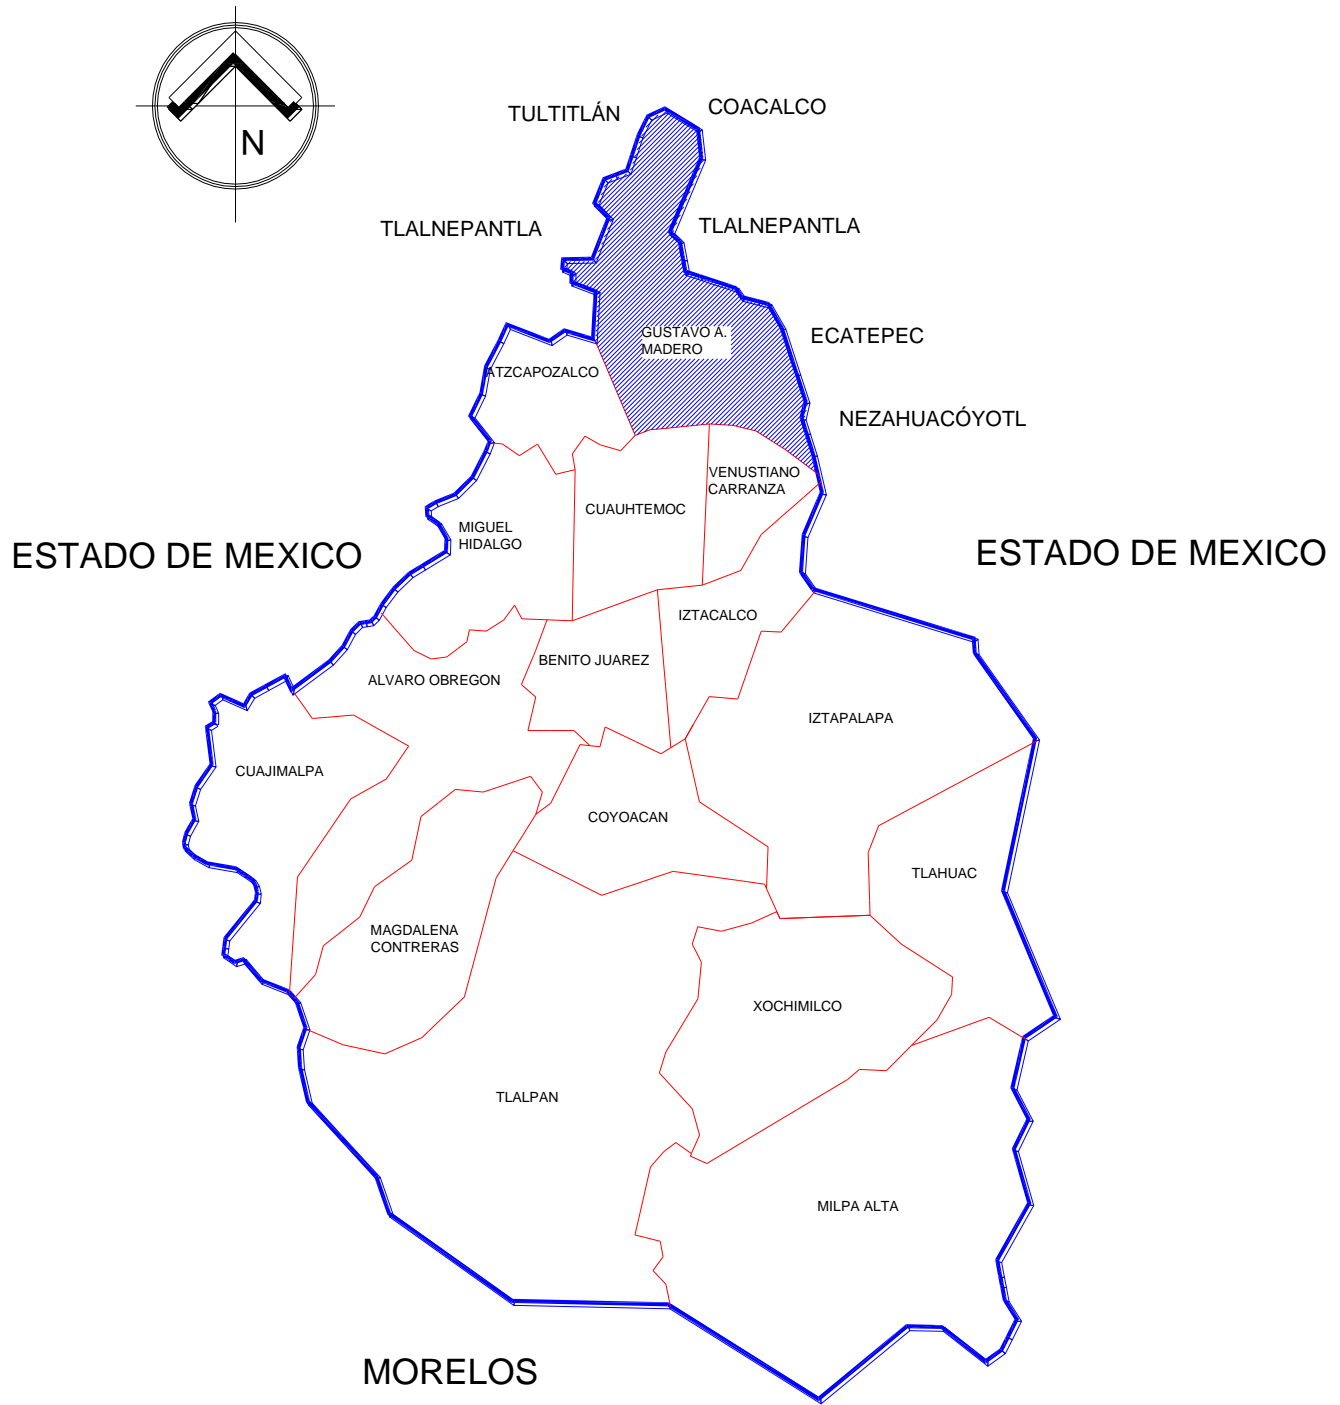 N
TULTITLÁN
COACALCO
TLALNEPANTLA
TLALNEPANTLA
GUSTAVO A.
MADERO
ECATEPEC
ATZCAPOZALCO
NEZAHUACÓYOTL
VENUSTIANO
CARRANZA
CUAUHTEMOC
MIGUEL
HIDALGO
ESTADO DE MEXICO
ESTADO DE MEXICO
IZTACALCO
BENITO JUAREZ
ALVARO OBREGON
IZTAPALAPA
CUAJIMALPA
COYOACAN
TLAHUAC
MAGDALENA
CONTRERAS
XOCHIMILCO
TLALPAN
MILPA ALTA
MORELOS